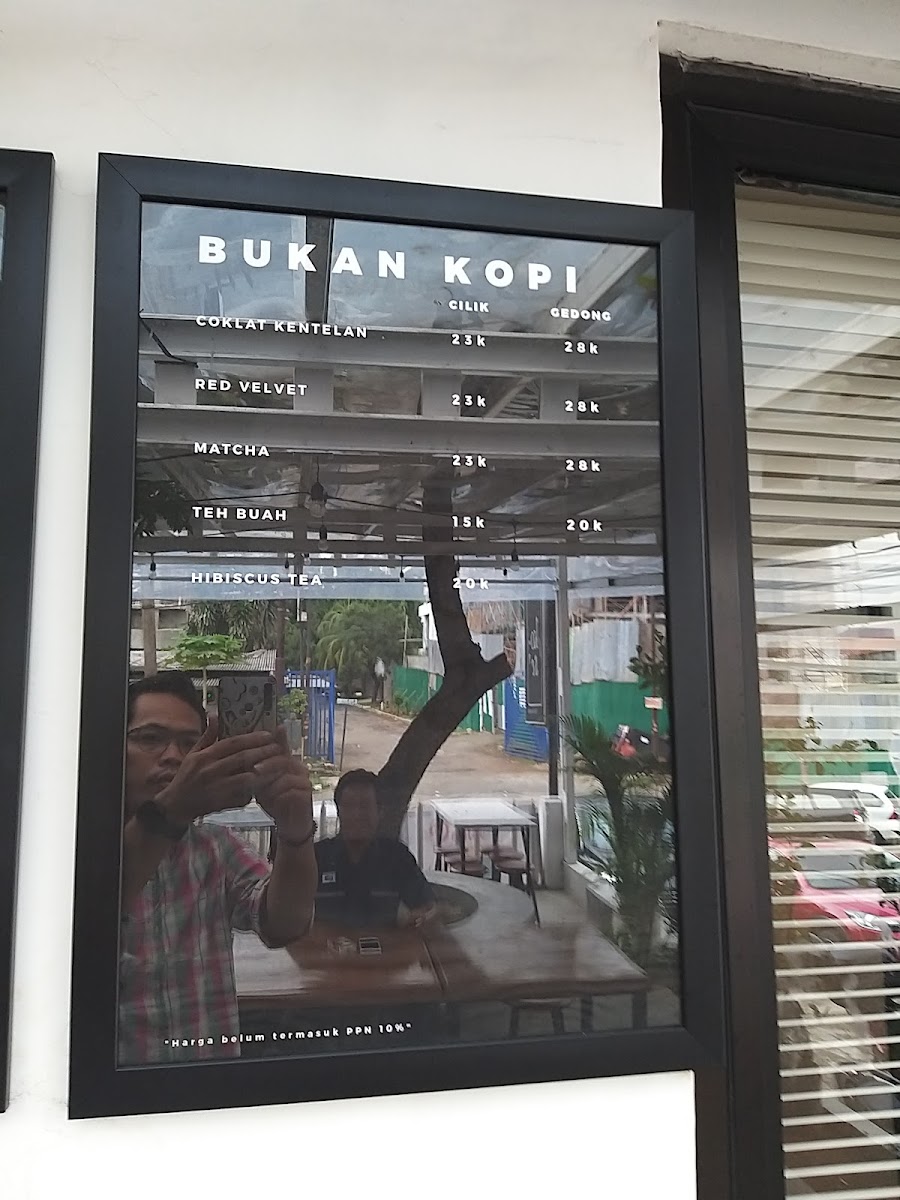 BUKAN KOPI
CILIK GEDONG
COKLAT KENTELAN 23k 28k
RED VELVET 23k 28k
MATCHA 23k 28k
TEH BUAH 15k 20k
HIBISCUS TEA 20k
"Harga belum termasuk PPN 10%"